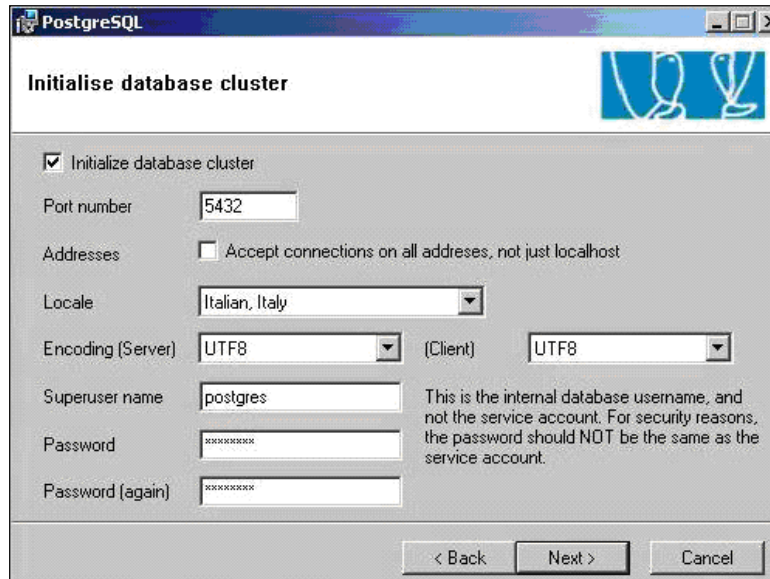 PostgreSQL
Initialise database cluster
Initialize database cluster
Port number 5432
Addresses Accept connections on all addreses, not just localhost
Locale Italian, Italy
Encoding (Server) UTF8 (Client) UTF8
Superuser name postgres
This is the internal database username, and
not the service account. For security reasons,
the password should NOT be the same as the
service account.
Password ********
Password (again) ********
< Back Next > Cancel